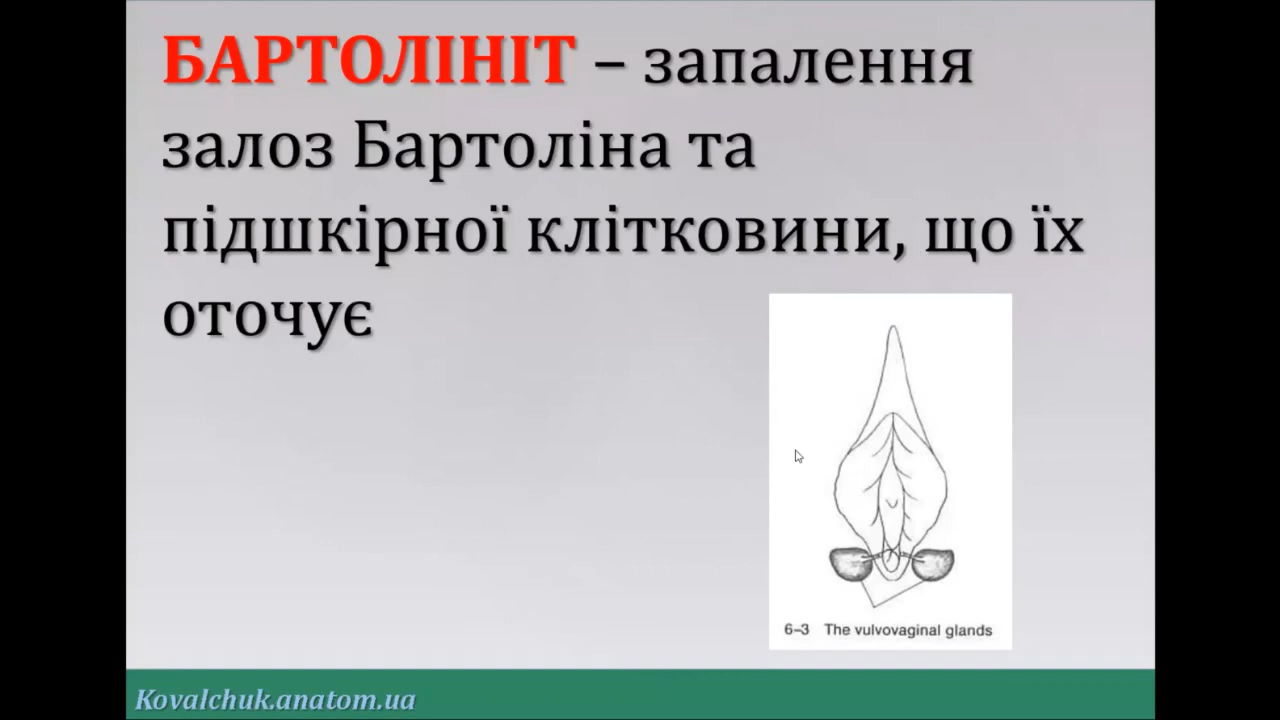 БАРТОЛІНІТ – запалення
залоз Бартоліна та
підшкірної клітковини, що їх
оточує
6–3 The vulvovaginal glands
Kovalchuk.anatom.ua